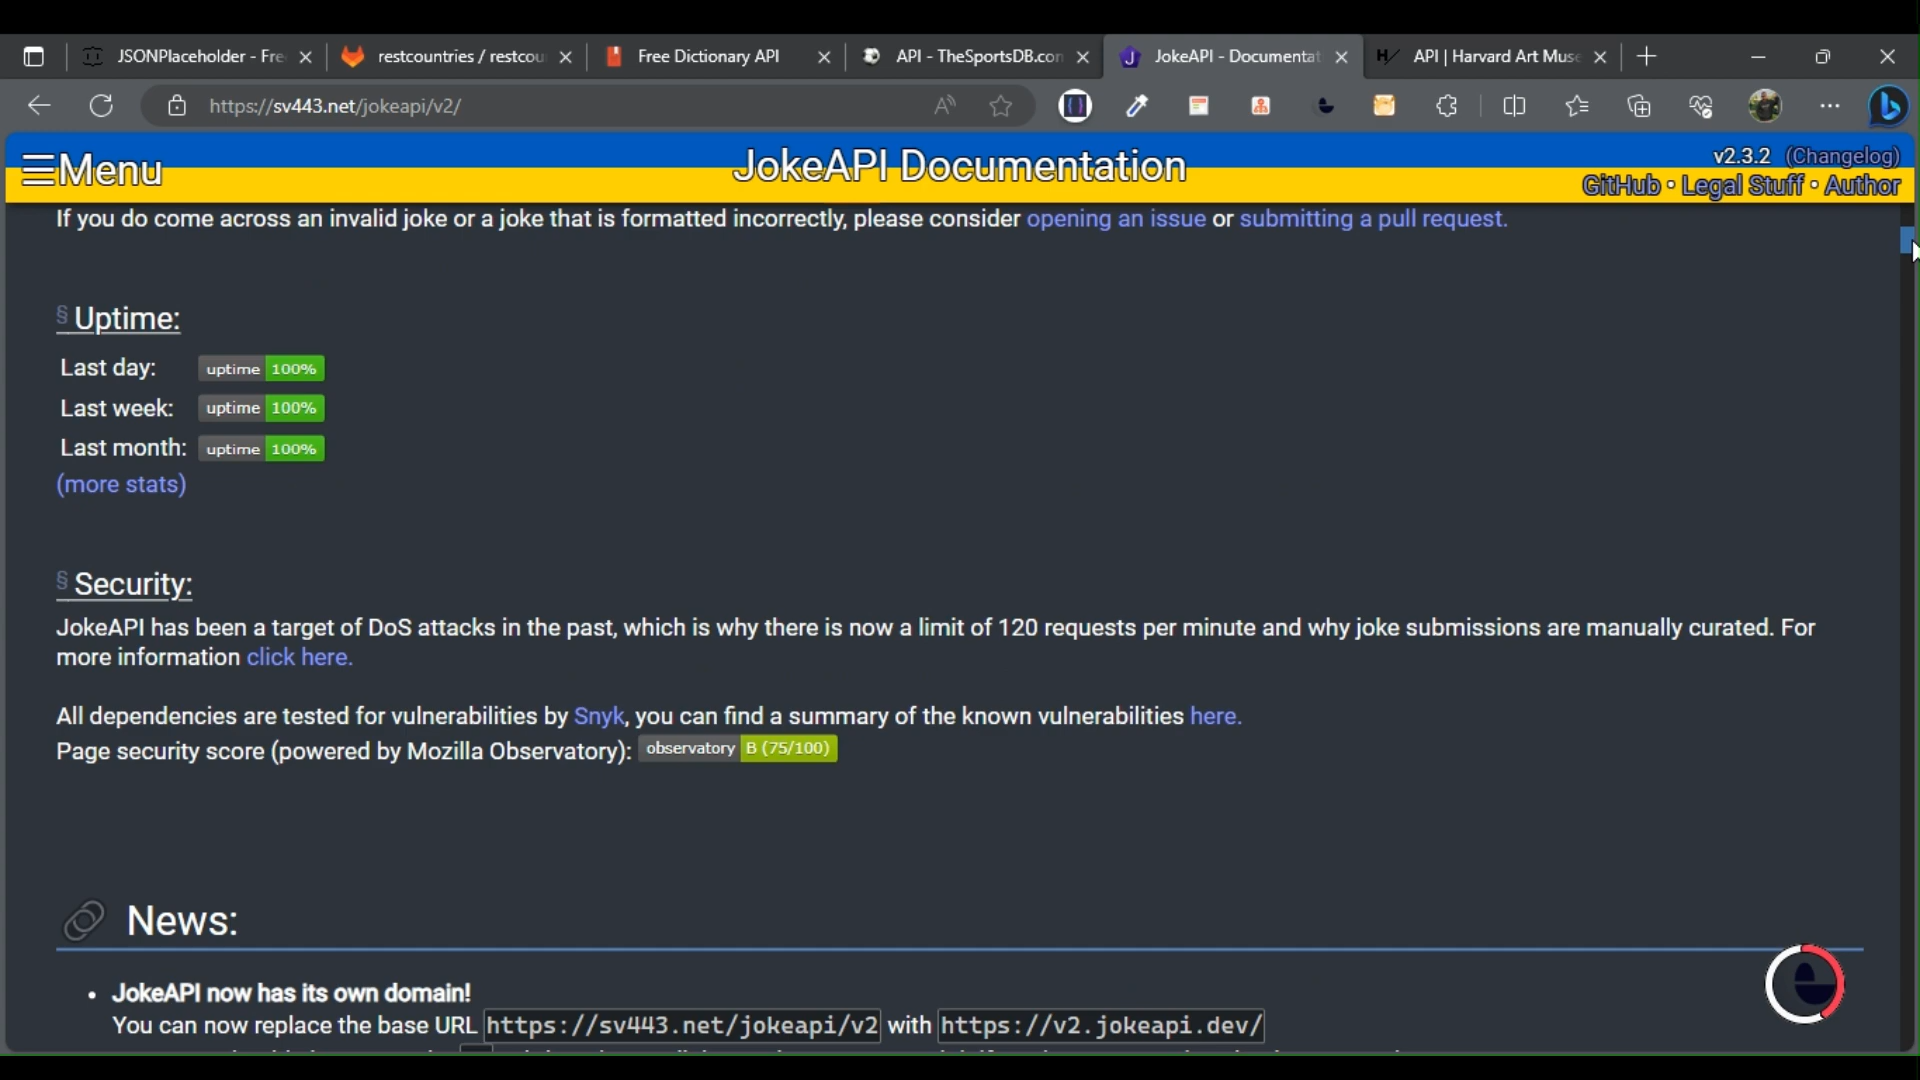 JSONPlaceholder - Fre
restcountries / restcou
Free Dictionary API
API - TheSportsDB.con
JokeAPI - Documentat
API | Harvard Art Muse
https://sv443.net/jokeapi/v2/
Menu
JokeAPI Documentation
v2.3.2 (Changelog)
GitHub • Legal Stuff • Author
If you do come across an invalid joke or a joke that is formatted incorrectly, please consider opening an issue or submitting a pull request.
§ Uptime:
Last day: uptime 100%
Last week: uptime 100%
Last month: uptime 100%
(more stats)
§ Security:
JokeAPI has been a target of DoS attacks in the past, which is why there is now a limit of 120 requests per minute and why joke submissions are manually curated. For
more information click here.
All dependencies are tested for vulnerabilities by Snyk, you can find a summary of the known vulnerabilities here.
Page security score (powered by Mozilla Observatory): observatory B (75/100)
News:
• JokeAPI now has its own domain!
You can now replace the base URL https://sv443.net/jokeapi/v2 with https://v2.jokeapi.dev/